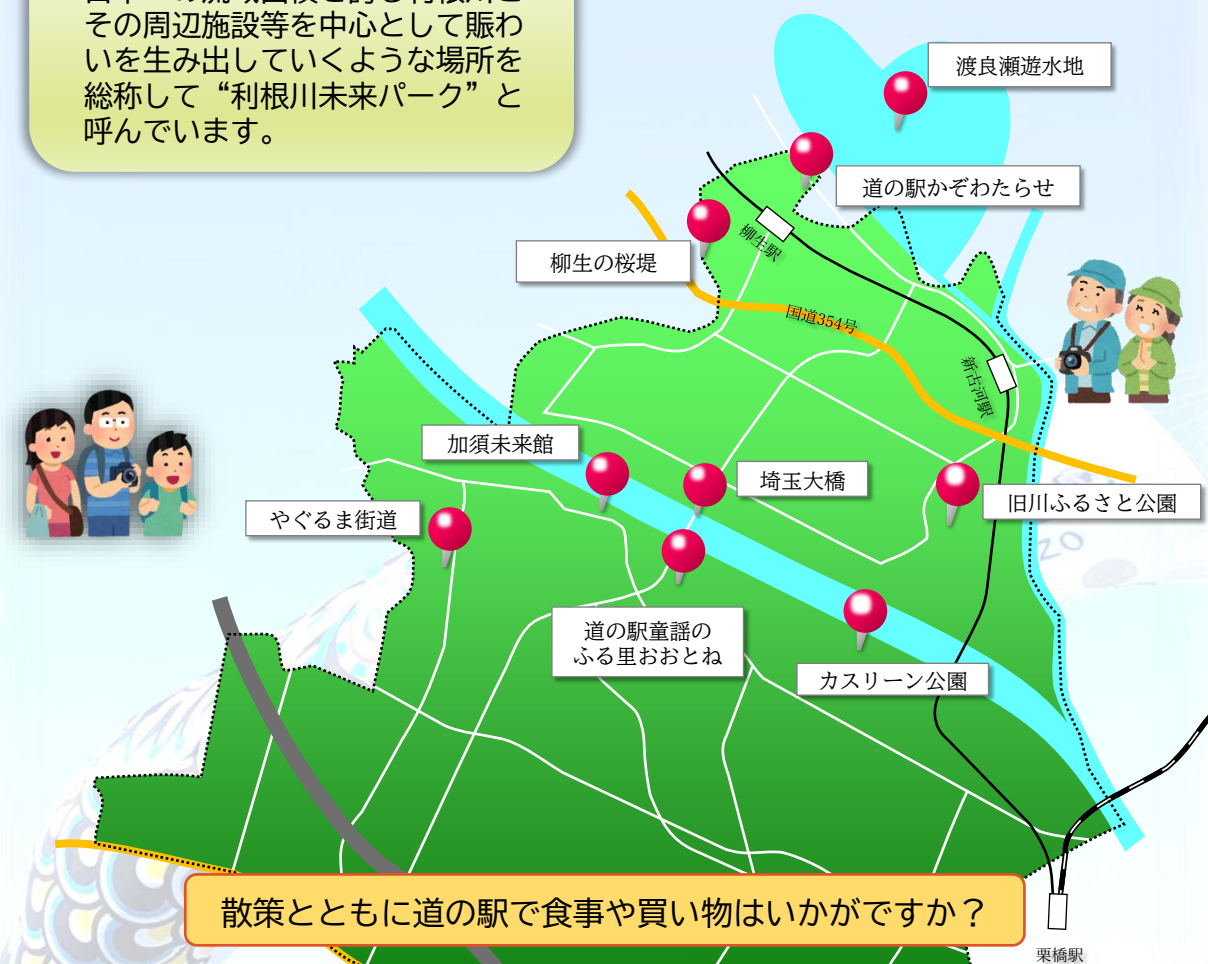 その周辺施設等を中心として賑わ
いを生み出していくような場所を
総称して“利根川未来パーク”と
呼んでいます。
渡良瀬遊水地
道の駅かぞわたらせ
柳生駅
柳生の桜堤
国道354号
新古河駅
加須未来館
埼玉大橋
旧川ふるさと公園
やぐるま街道
道の駅童謡の
ふる里おおとね
カスリーン公園
散策とともに道の駅で食事や買い物はいかがですか？
栗橋駅